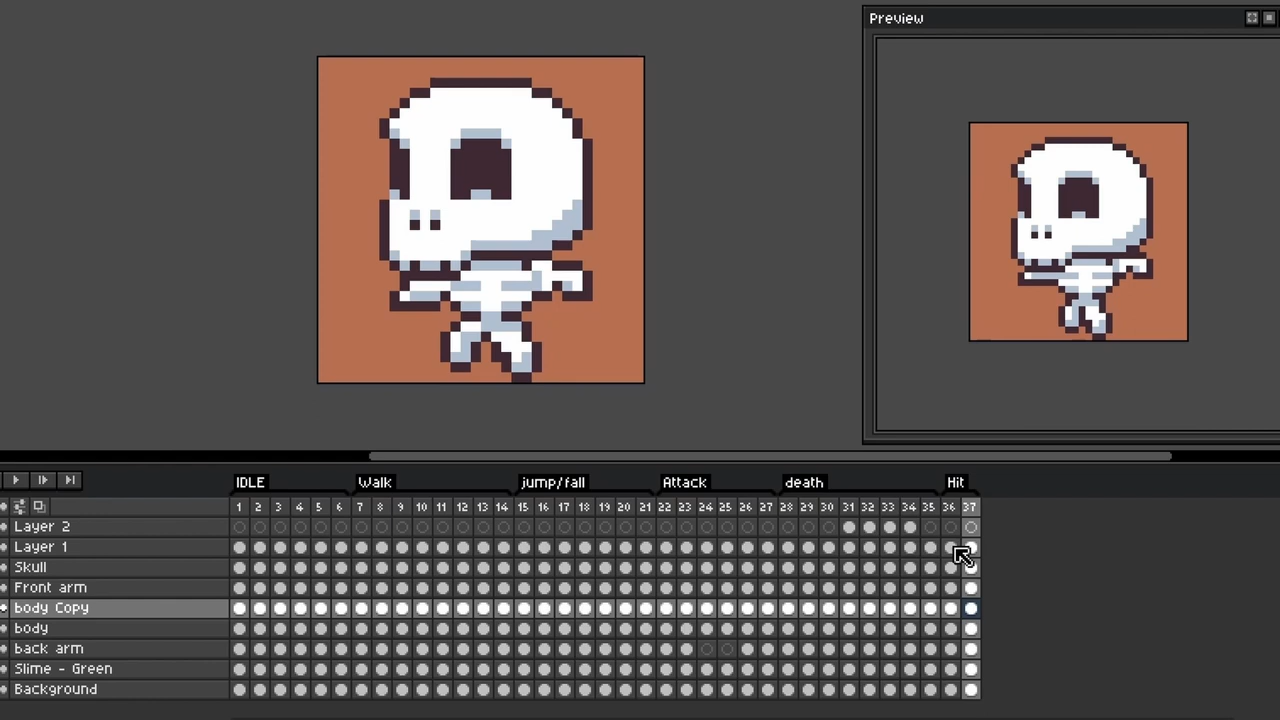 Preview
IDLE Walk jump/fall Attack death Hit
1 2 3 4 5 6 7 8 9 10 11 12 13 14 15 16 17 18 19 20 21 22 23 24 25 26 27 28 29 30 31 32 33 34 35 36 37
Layer 2
Layer 1
Skull
Front arm
body Copy
body
back arm
Slime - Green
Background